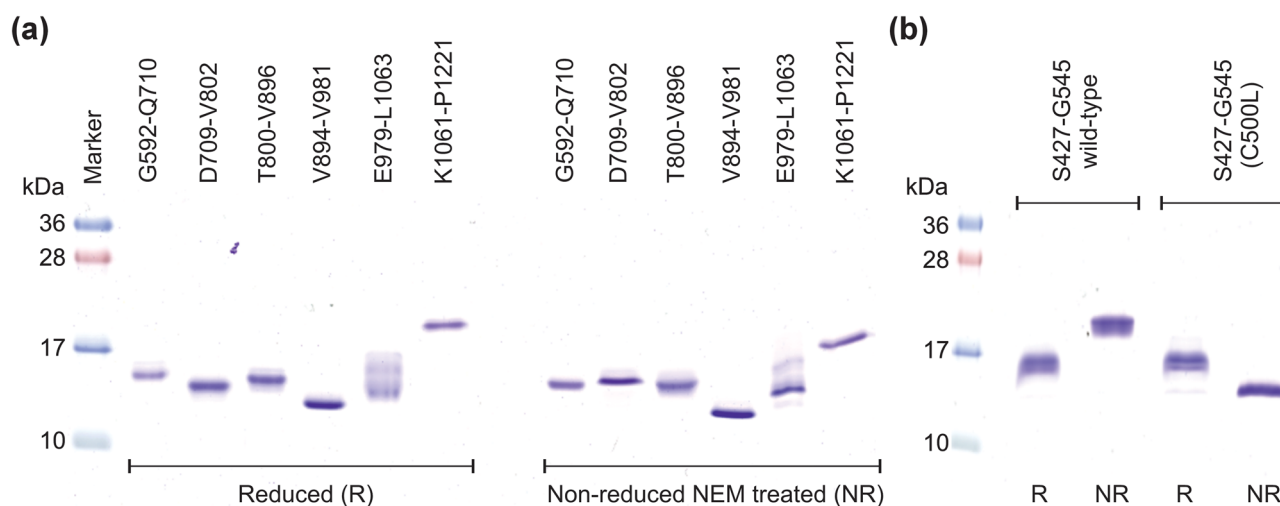 (a)
Marker
G592-Q710
D709-V802
T800-V896
V894-V981
E979-L1063
K1061-P1221
G592-Q710
D709-V802
T800-V896
V894-V981
E979-L1063
K1061-P1221
kDa
36
28
17
10
Reduced (R)
Non-reduced NEM treated (NR)
(b)
S427-G545
wild-type
S427-G545
(C500L)
kDa
36
28
17
10
R
NR
R
NR